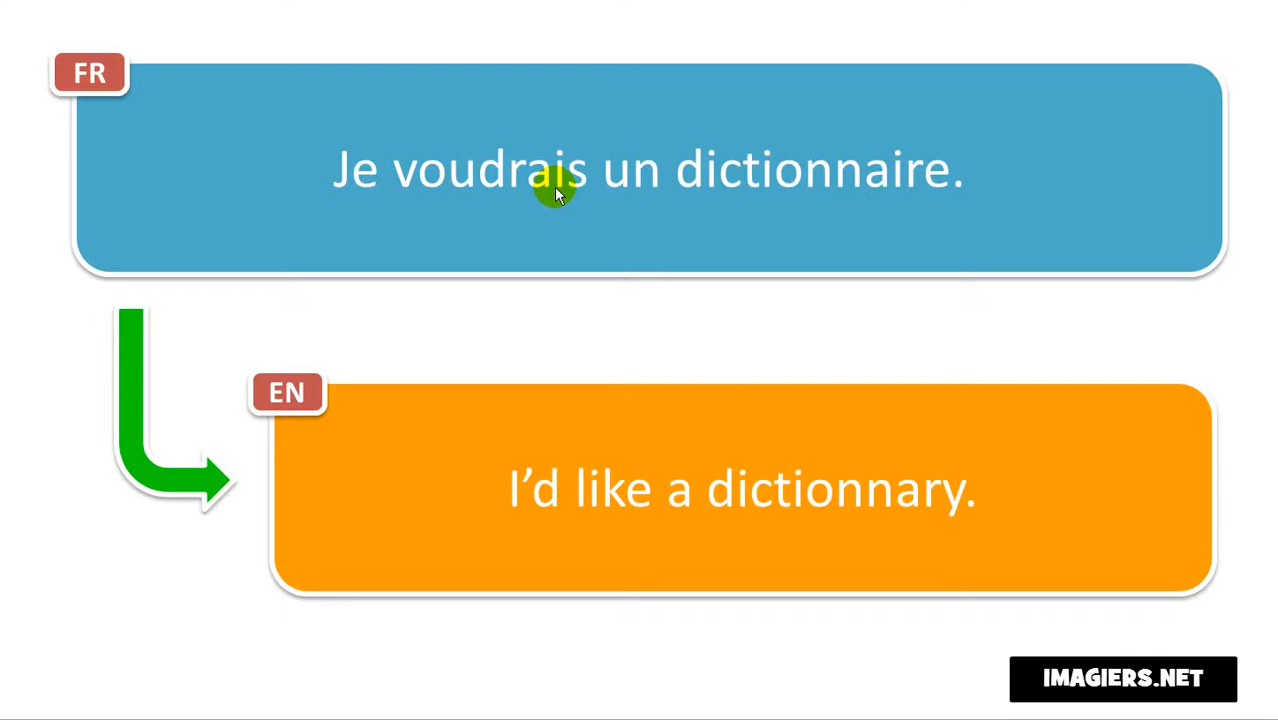 FR
Je voudrais un dictionnaire.
EN
I’d like a dictionnary.
IMAGIERS.NET